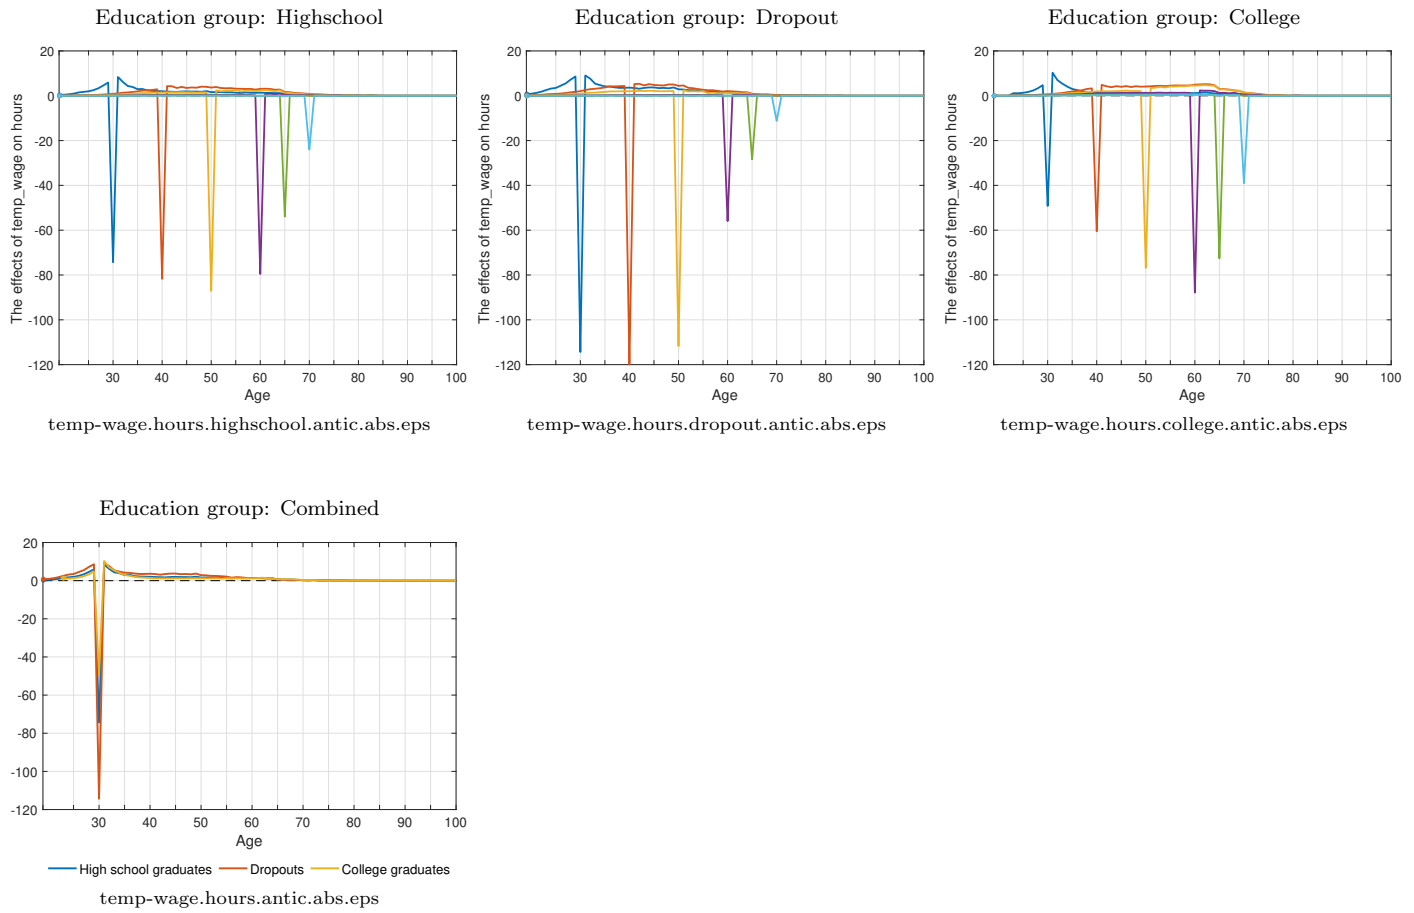 Education group: Highschool
20
0
-20
-40
-60
-80
-100
-120
The effects of temp_wage on hours
30 40 50 60 70 80 90 100
Age
temp-wage.hours.highschool.antic.abs.eps
Education group: Dropout
20
0
-20
-40
-60
-80
-100
-120
The effects of temp_wage on hours
30 40 50 60 70 80 90 100
Age
temp-wage.hours.dropout.antic.abs.eps
Education group: College
20
0
-20
-40
-60
-80
-100
-120
The effects of temp_wage on hours
30 40 50 60 70 80 90 100
Age
temp-wage.hours.college.antic.abs.eps
Education group: Combined
20
0
-20
-40
-60
-80
-100
-120
30 40 50 60 70 80 90 100
Age
High school graduates Dropouts College graduates
temp-wage.hours.antic.abs.eps